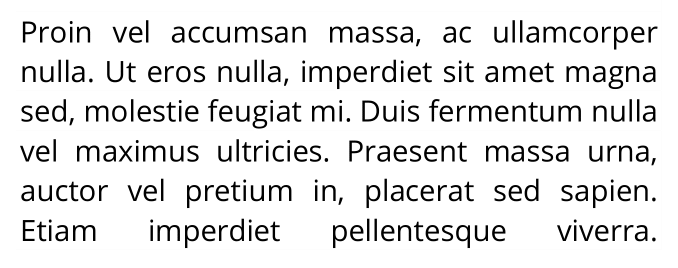 Proin vel accumsan massa, ac ullamcorper
nulla. Ut eros nulla, imperdiet sit amet magna
sed, molestie feugiat mi. Duis fermentum nulla
vel maximus ultricies. Praesent massa urna,
auctor vel pretium in, placerat sed sapien.
Etiam imperdiet pellentesque viverra.